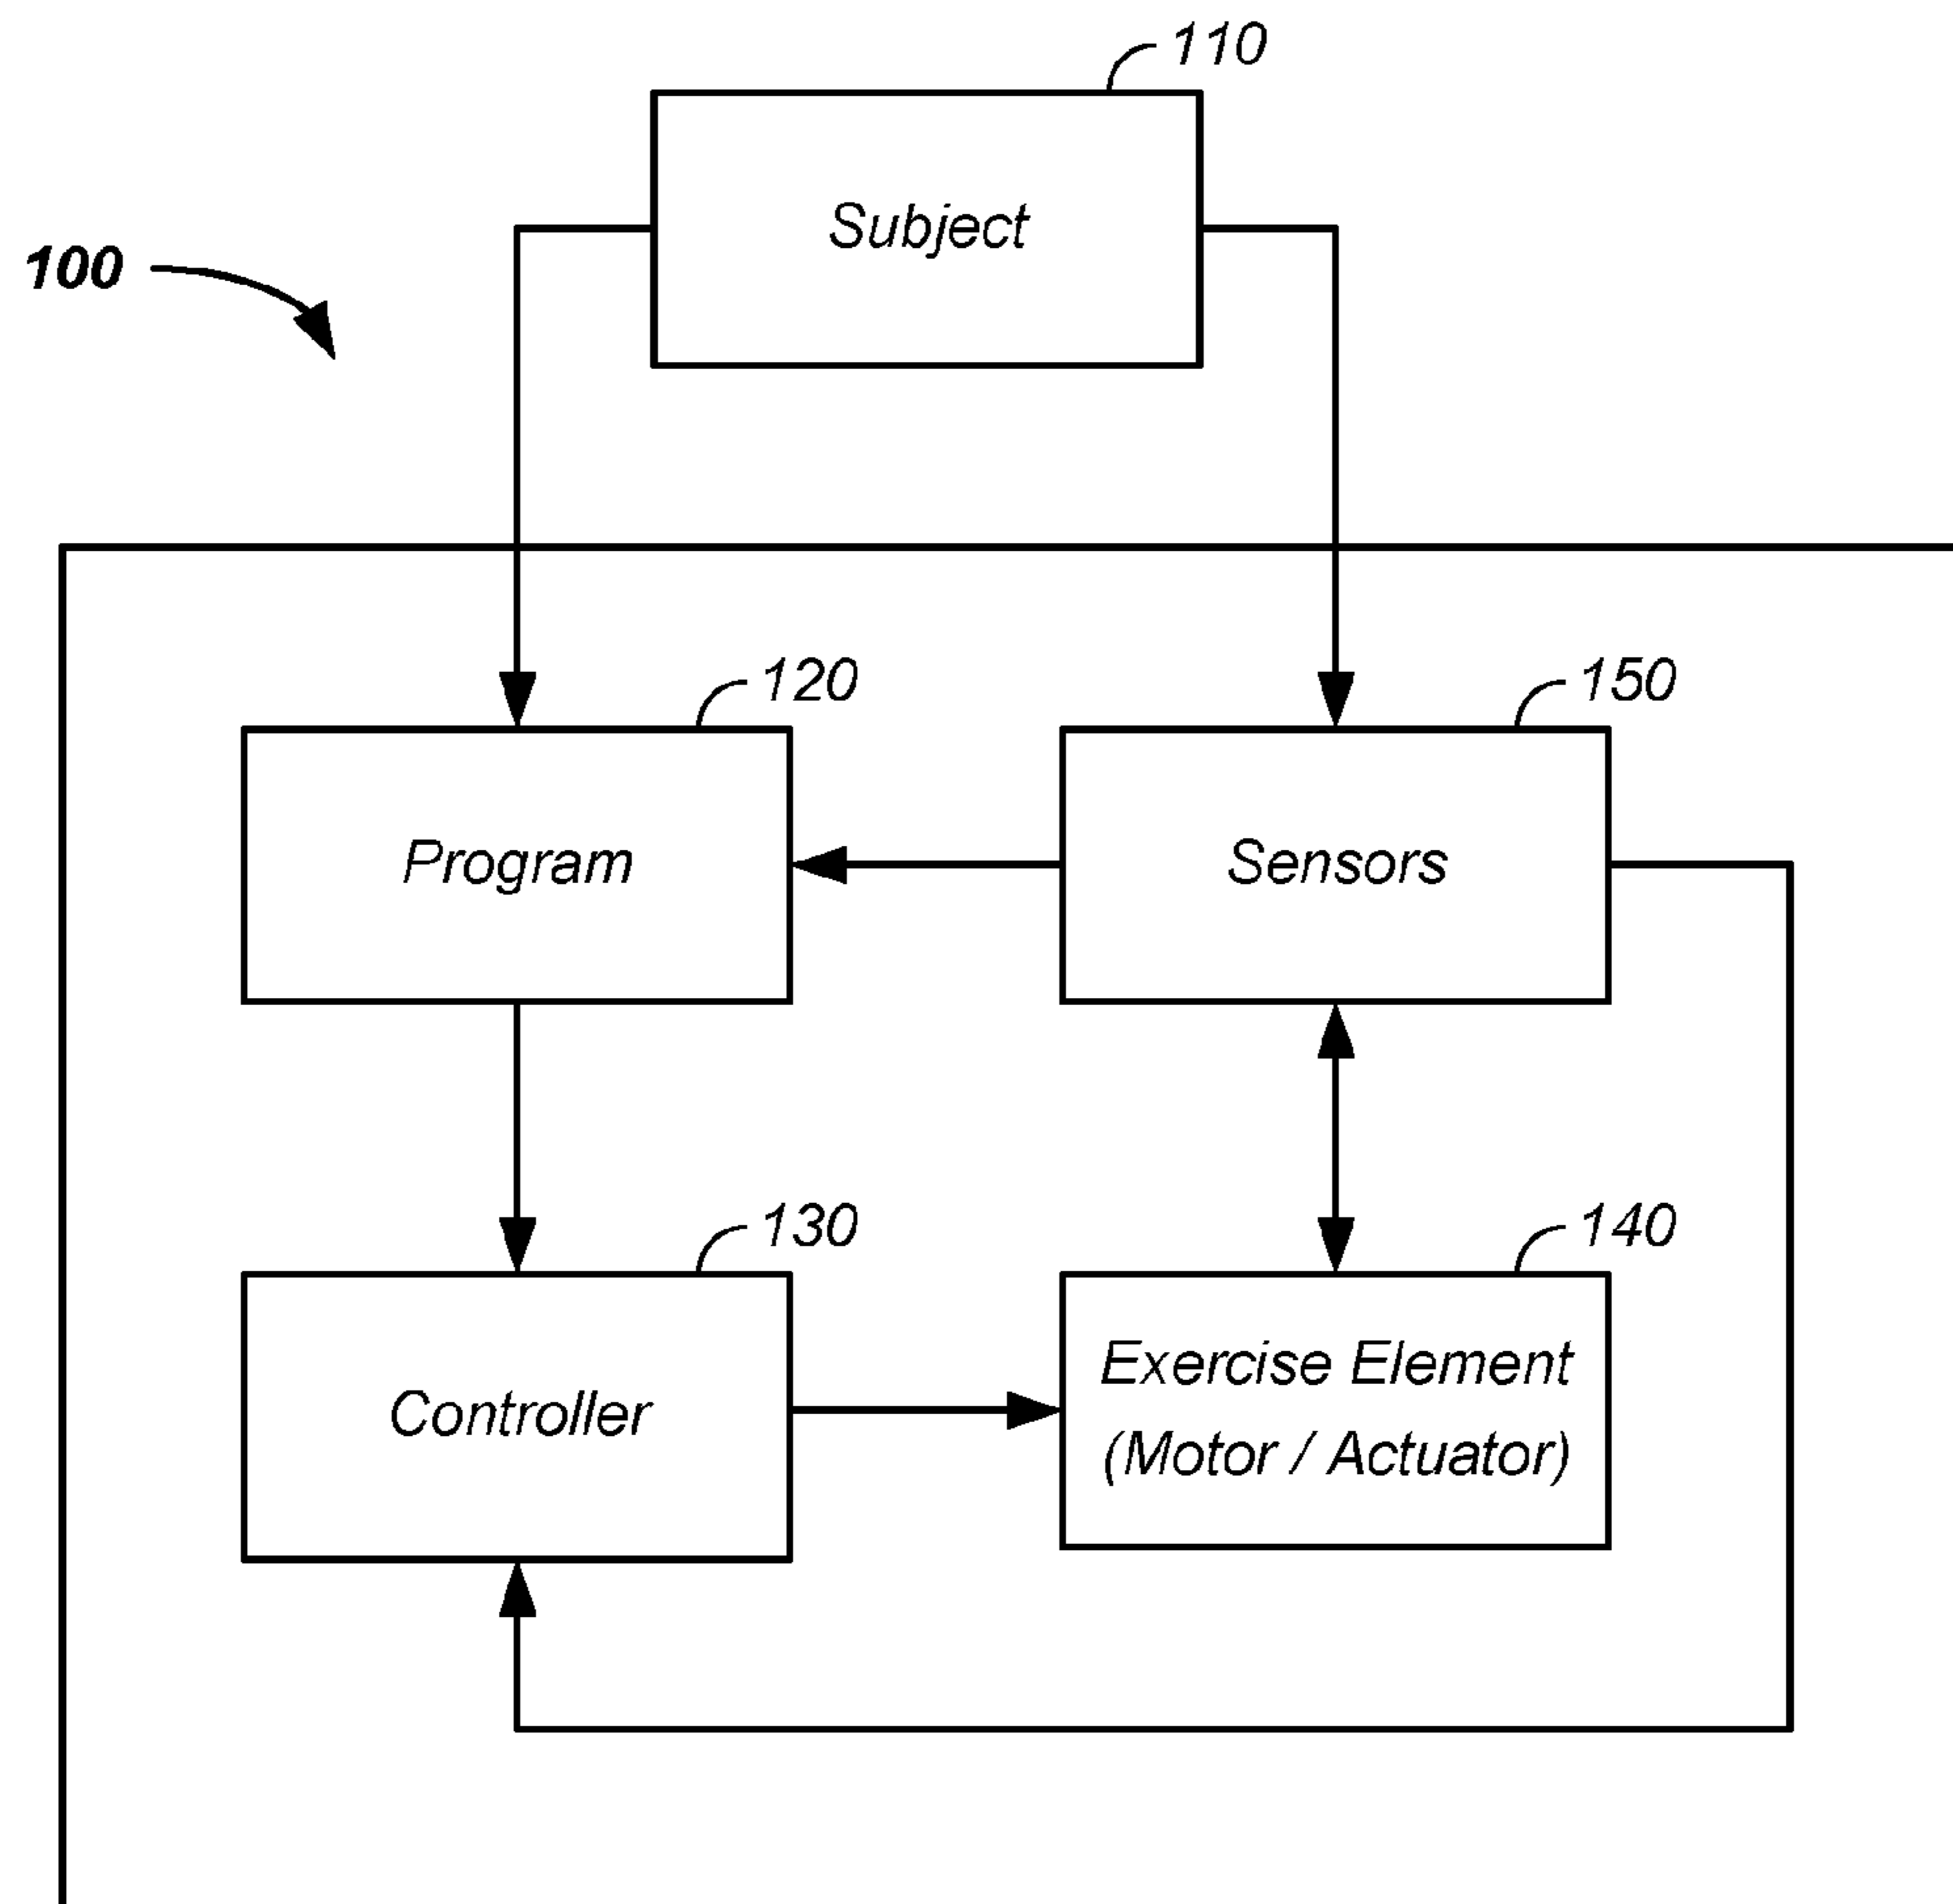 110
Subject
100
120
150
Program
Sensors
130
140
Controller
Exercise Element
(Motor / Actuator)